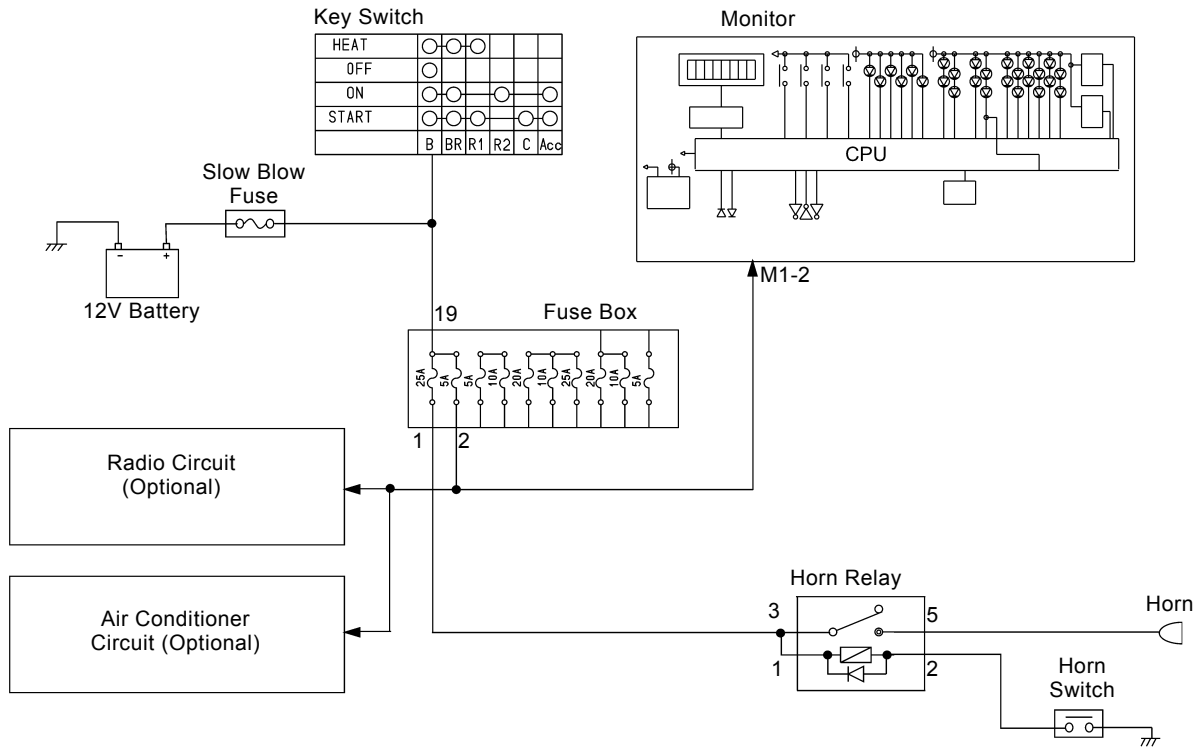 Key Switch
Monitor
HEAT
OFF
ON
START
B BR R1 R2 C Acc
CPU
Slow Blow
Fuse
- +
12V Battery
M1-2
19
Fuse Box
25A 5A 5A 10A 20A 10A 25A 20A 10A 5A
1 2
Radio Circuit
(Optional)
Air Conditioner
Circuit (Optional)
Horn Relay
3 5
1 2
Horn
Horn
Switch